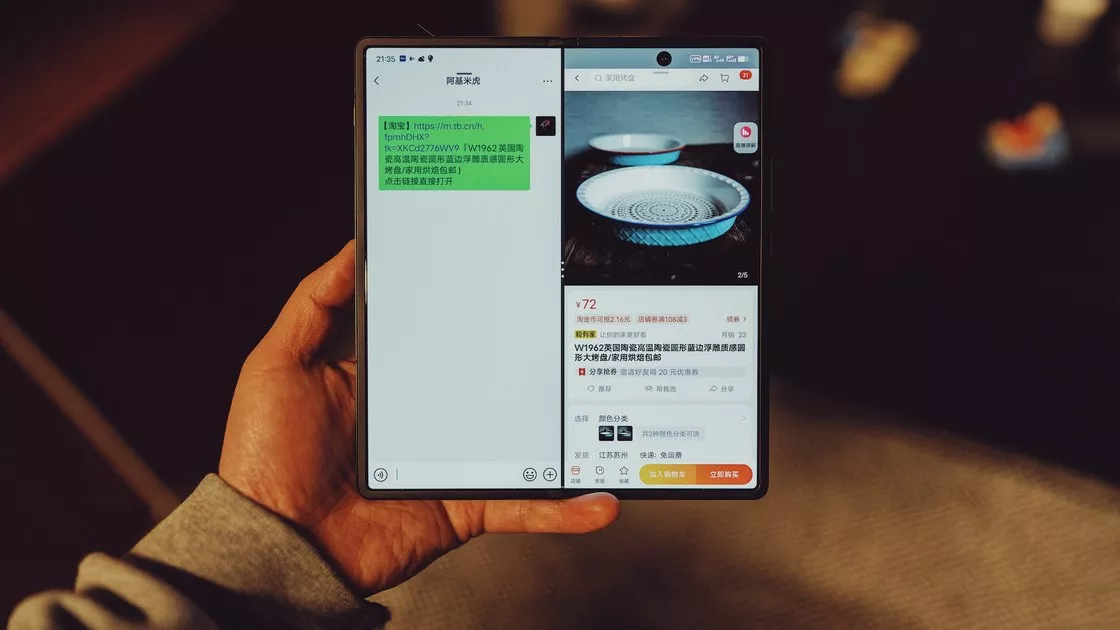 21:35
阿基米虎
21:34
【淘宝】https://m.tb.cn/h.
fpmhDHX?
tk=XKCd2776WV9「W1962英国陶
瓷高温陶瓷圆形蓝边浮雕质感圆形大
烤盘/家用烘焙包邮」
点击链接直接打开
VPN
家用烤盘
31
直播讲解
2/5
¥72
淘金币可抵2.16元 店铺券满108减3 领券
让你的家更好看 月销 23
W1962英国陶瓷高温陶瓷圆形蓝边浮雕质感圆
形大烤盘/家用烘焙包邮
分享抢券 邀请好友得 20 元优惠券
推荐 帮我选 分享
选择 颜色分类
共2种颜色分类可选
发货 江苏苏州 快递: 免运费
店铺 客服 收藏 加入购物车 立即购买